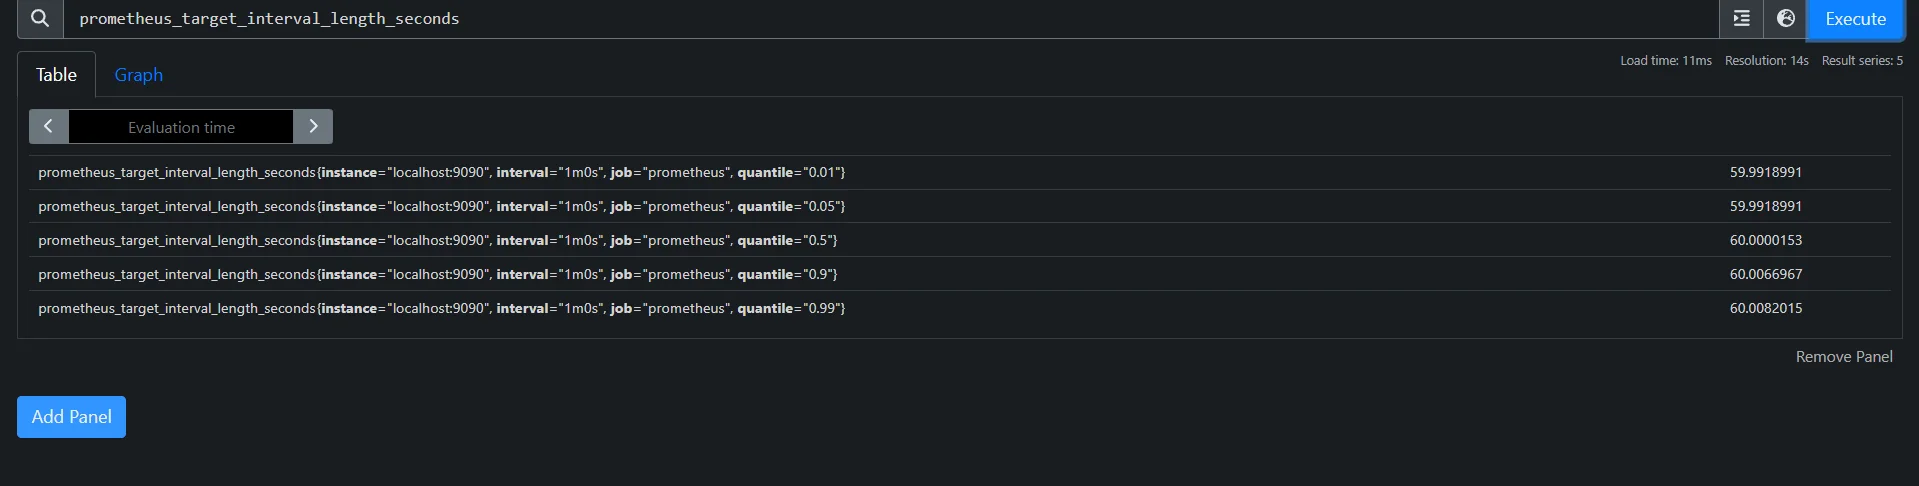 prometheus_target_interval_length_seconds Execute
Table Graph Load time: 11ms Resolution: 14s Result series: 5
Evaluation time
prometheus_target_interval_length_seconds{instance="localhost:9090", interval="1m0s", job="prometheus", quantile="0.01"} 59.9918991
prometheus_target_interval_length_seconds{instance="localhost:9090", interval="1m0s", job="prometheus", quantile="0.05"} 59.9918991
prometheus_target_interval_length_seconds{instance="localhost:9090", interval="1m0s", job="prometheus", quantile="0.5"} 60.0000153
prometheus_target_interval_length_seconds{instance="localhost:9090", interval="1m0s", job="prometheus", quantile="0.9"} 60.0066967
prometheus_target_interval_length_seconds{instance="localhost:9090", interval="1m0s", job="prometheus", quantile="0.99"} 60.0082015
Remove Panel
Add Panel